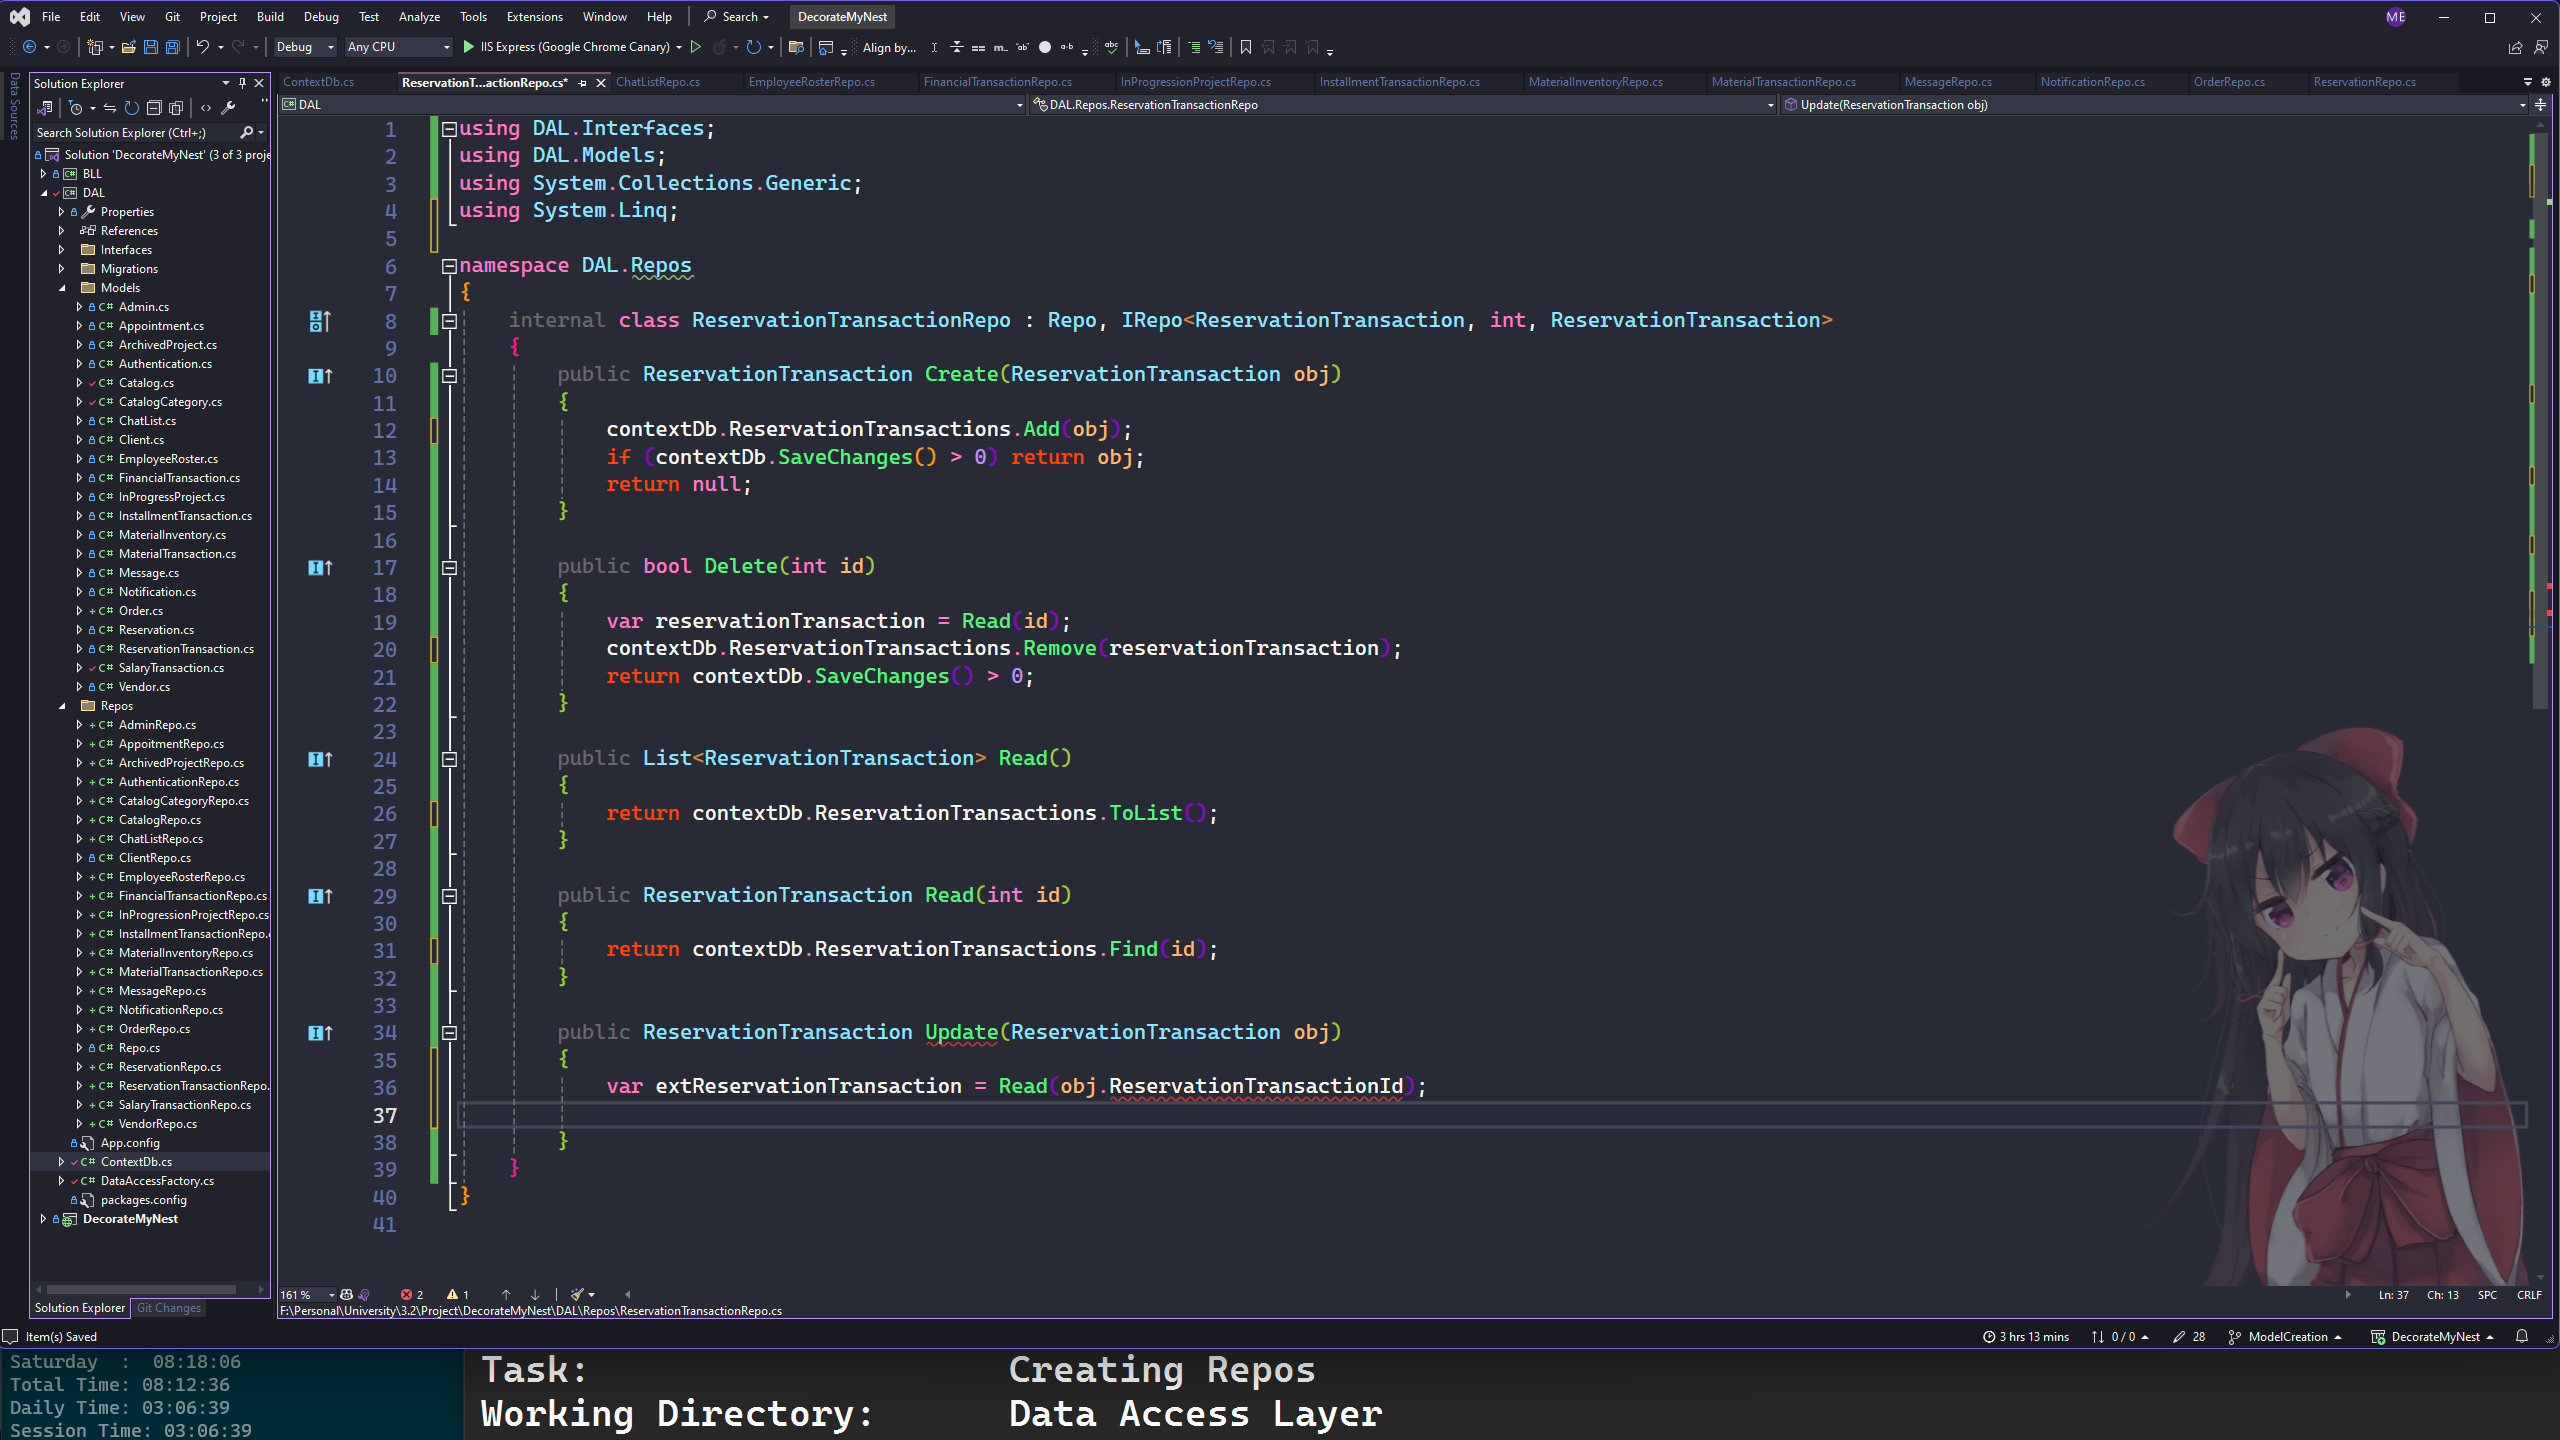 File Edit View Git Project Build Debug Test Analyze Tools Extensions Window Help Search DecorateMyNest ME
Debug Any CPU IIS Express (Google Chrome Canary) Align by...
Data Sources
Solution Explorer
Search Solution Explorer (Ctrl+;)
Solution 'DecorateMyNest' (3 of 3 proje
BLL
DAL
Properties
References
Interfaces
Migrations
Models
C# Admin.cs
C# Appointment.cs
C# ArchivedProject.cs
C# Authentication.cs
C# Catalog.cs
C# CatalogCategory.cs
C# ChatList.cs
C# Client.cs
C# EmployeeRoster.cs
C# FinancialTransaction.cs
C# InProgressProject.cs
C# InstallmentTransaction.cs
C# MaterialInventory.cs
C# MaterialTransaction.cs
C# Message.cs
C# Notification.cs
C# Order.cs
C# Reservation.cs
C# ReservationTransaction.cs
C# SalaryTransaction.cs
C# Vendor.cs
Repos
C# AdminRepo.cs
C# AppoitmentRepo.cs
C# ArchivedProjectRepo.cs
C# AuthenticationRepo.cs
C# CatalogCategoryRepo.cs
C# CatalogRepo.cs
C# ChatListRepo.cs
C# ClientRepo.cs
C# EmployeeRosterRepo.cs
C# FinancialTransactionRepo.cs
C# InProgressionProjectRepo.cs
C# InstallmentTransactionRepo.
C# MaterialInventoryRepo.cs
C# MaterialTransactionRepo.cs
C# MessageRepo.cs
C# NotificationRepo.cs
C# OrderRepo.cs
C# Repo.cs
C# ReservationRepo.cs
C# ReservationTransactionRepo.
C# SalaryTransactionRepo.cs
C# VendorRepo.cs
App.config
C# ContextDb.cs
C# DataAccessFactory.cs
packages.config
DecorateMyNest
Solution Explorer Git Changes
ContextDb.cs ReservationT...actionRepo.cs* ChatListRepo.cs EmployeeRosterRepo.cs FinancialTransactionRepo.cs InProgressionProjectRepo.cs InstallmentTransactionRepo.cs MaterialInventoryRepo.cs MaterialTransactionRepo.cs MessageRepo.cs NotificationRepo.cs OrderRepo.cs ReservationRepo.cs
DAL DAL.Repos.ReservationTransactionRepo Update(ReservationTransaction obj)
1 using DAL.Interfaces;
2 using DAL.Models;
3 using System.Collections.Generic;
4 using System.Linq;
5
6 namespace DAL.Repos
7 {
8 internal class ReservationTransactionRepo : Repo, IRepo<ReservationTransaction, int, ReservationTransaction>
9 {
10 public ReservationTransaction Create(ReservationTransaction obj)
11 {
12 contextDb.ReservationTransactions.Add(obj);
13 if (contextDb.SaveChanges() > 0) return obj;
14 return null;
15 }
16
17 public bool Delete(int id)
18 {
19 var reservationTransaction = Read(id);
20 contextDb.ReservationTransactions.Remove(reservationTransaction);
21 return contextDb.SaveChanges() > 0;
22 }
23
24 public List<ReservationTransaction> Read()
25 {
26 return contextDb.ReservationTransactions.ToList();
27 }
28
29 public ReservationTransaction Read(int id)
30 {
31 return contextDb.ReservationTransactions.Find(id);
32 }
33
34 public ReservationTransaction Update(ReservationTransaction obj)
35 {
36 var extReservationTransaction = Read(obj.ReservationTransactionId);
37
38 }
39 }
40 }
41
161 % 2 1 Ln: 37 Ch: 13 SPC CRLF
F:\Personal\University\3.2\Project\DecorateMyNest\DAL\Repos\ReservationTransactionRepo.cs
Item(s) Saved 3 hrs 13 mins 0 / 0 28 ModelCreation DecorateMyNest
Saturday : 08:18:06
Total Time: 08:12:36
Daily Time: 03:06:39
Session Time: 03:06:39
Task: Creating Repos
Working Directory: Data Access Layer